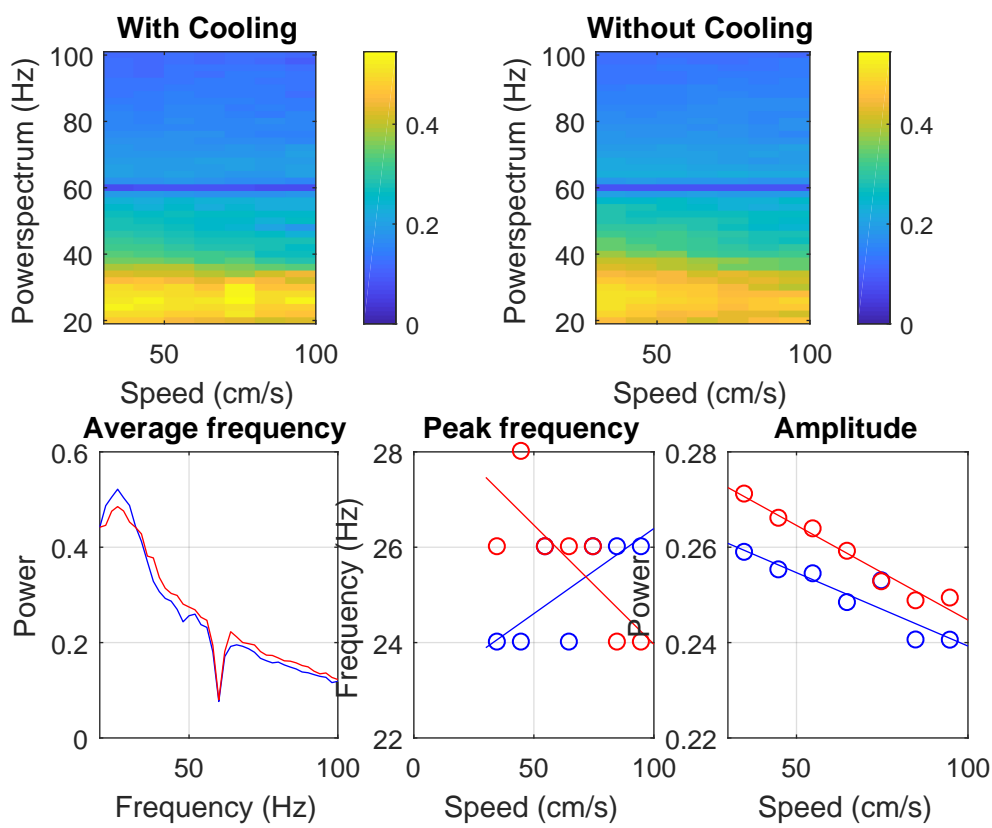 With Cooling
Powerspectrum (Hz)
100
80
60
40
20
50
100
Speed (cm/s)
0.4
0.2
0
Without Cooling
Powerspectrum (Hz)
100
80
60
40
20
50
100
Speed (cm/s)
0.4
0.2
0
Average frequency
Power
0.6
0.4
0.2
0
50
100
Frequency (Hz)
Peak frequency
Frequency (Hz)
28
26
24
22
0
50
100
Speed (cm/s)
Amplitude
Power
0.28
0.26
0.24
0.22
50
100
Speed (cm/s)